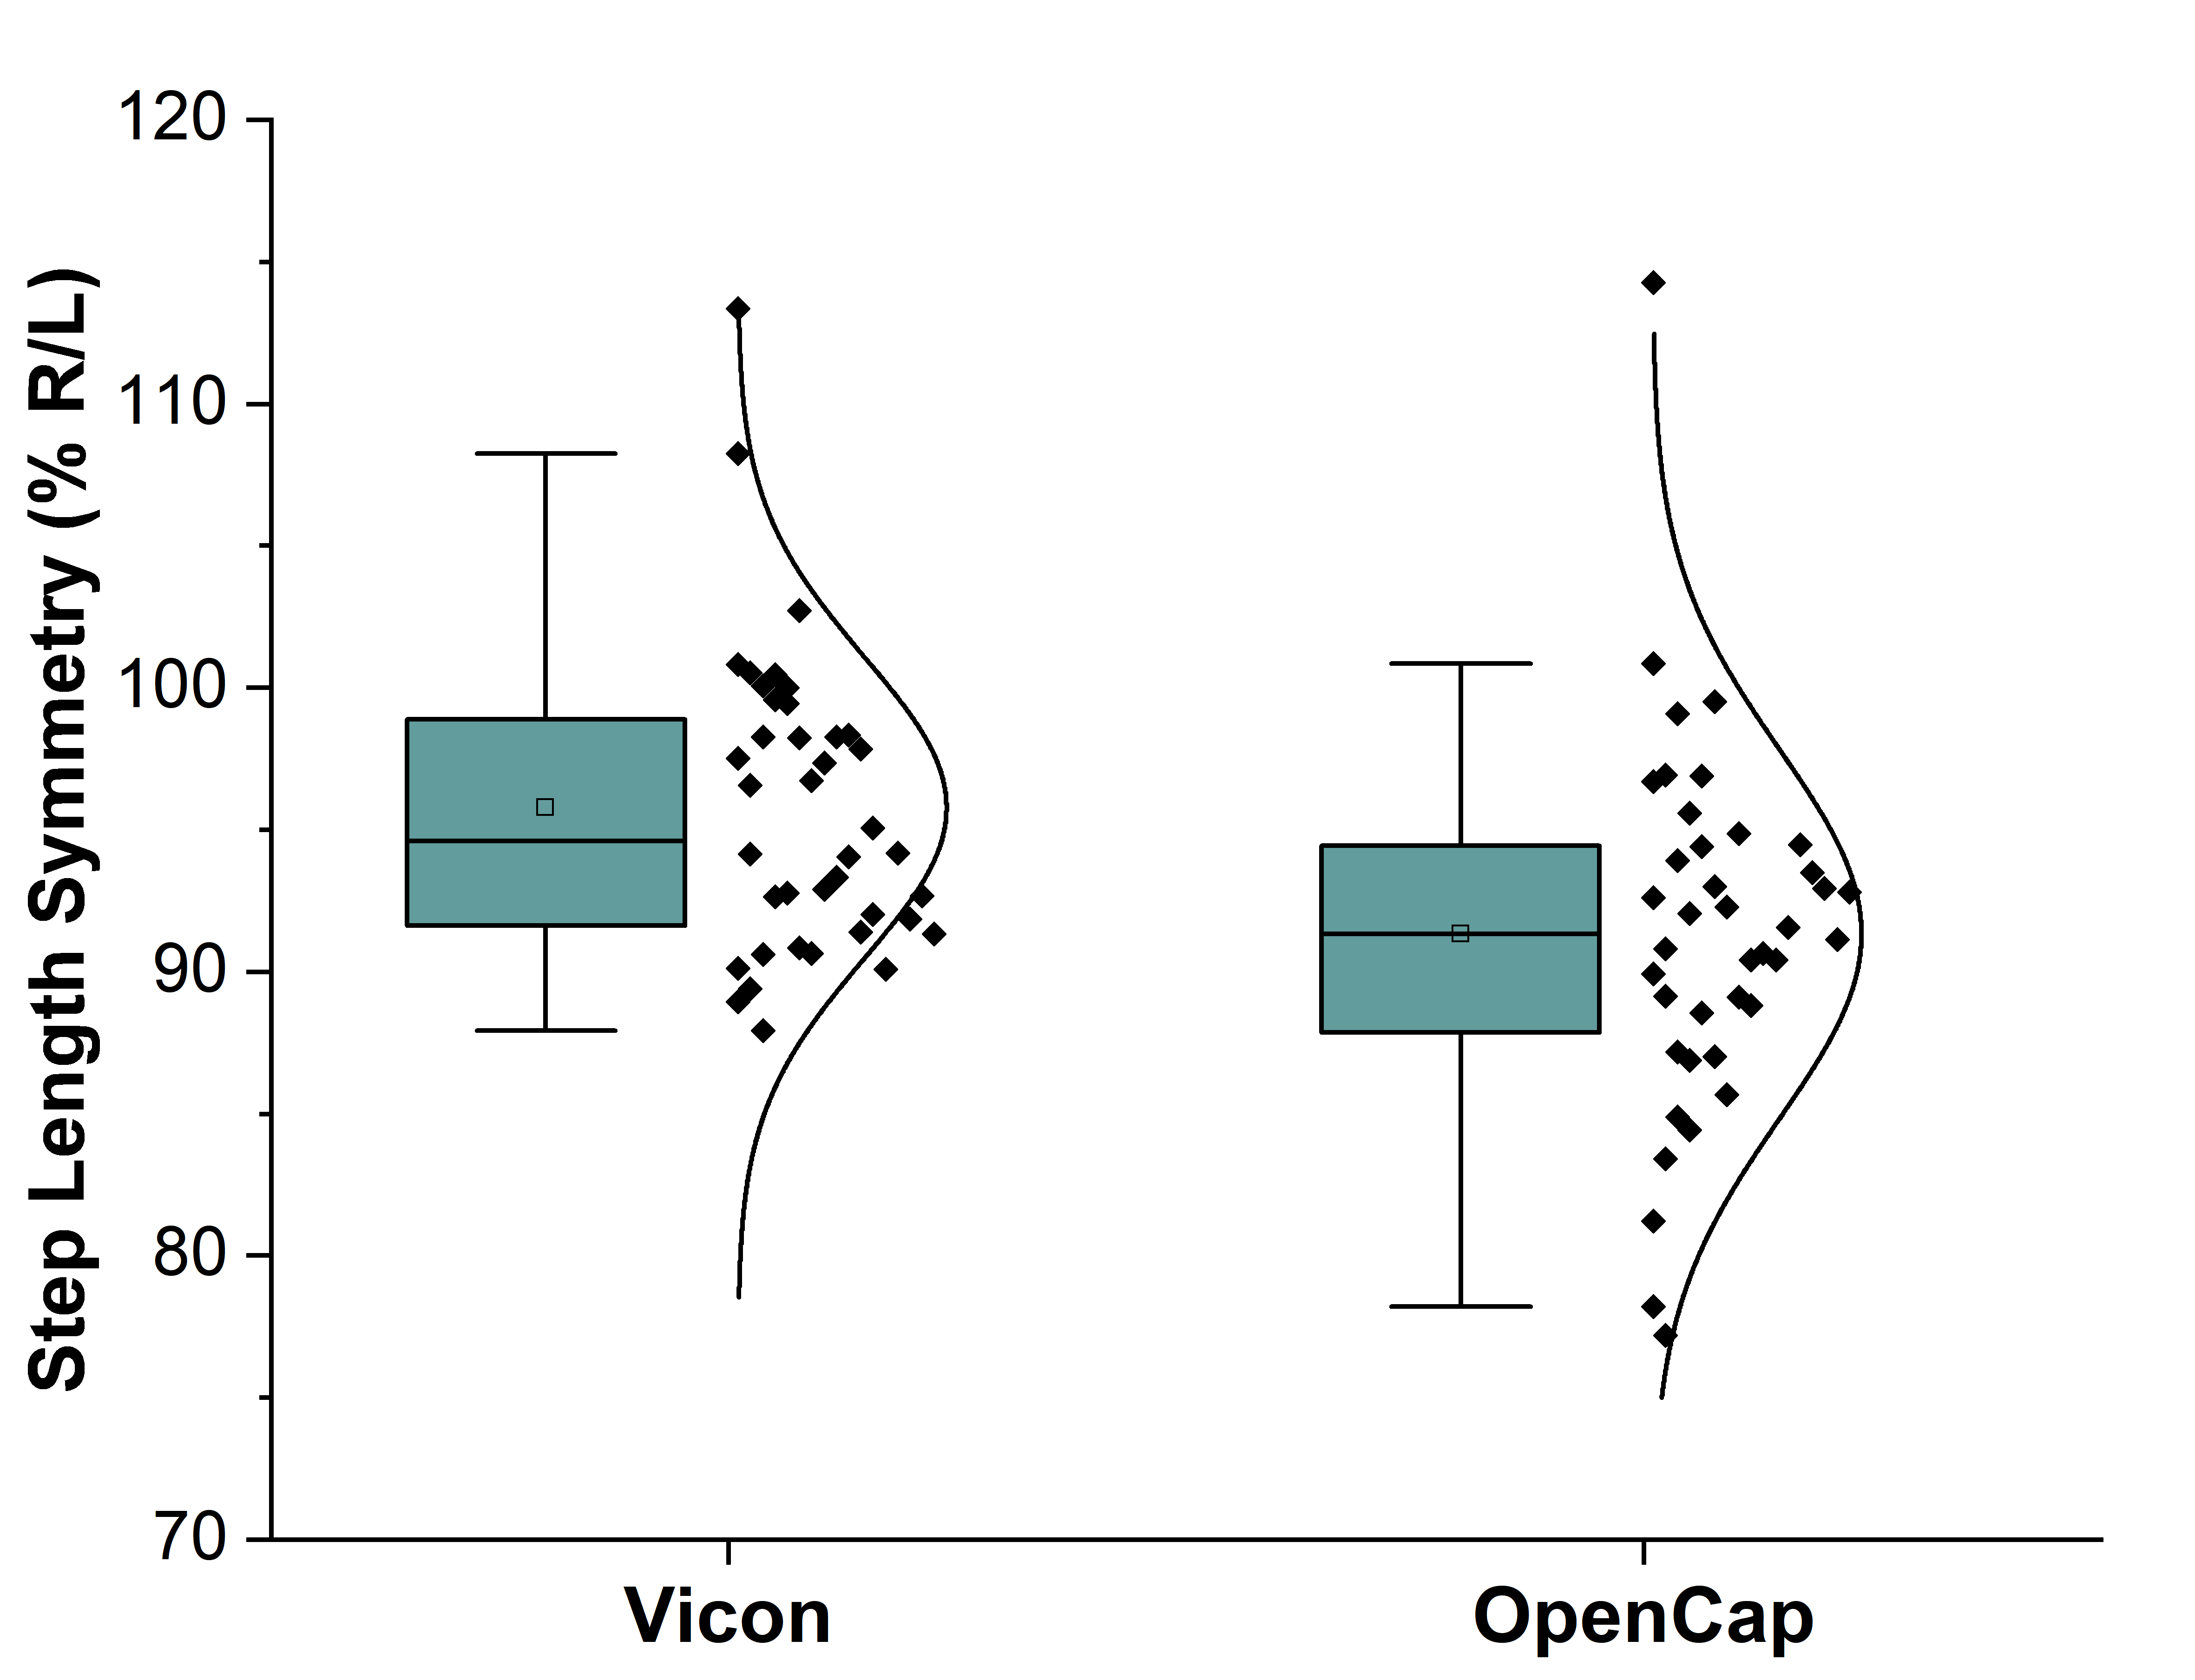 Step Length Symmetry (% R/L)
120
110
100
90
80
70
Vicon
OpenCap